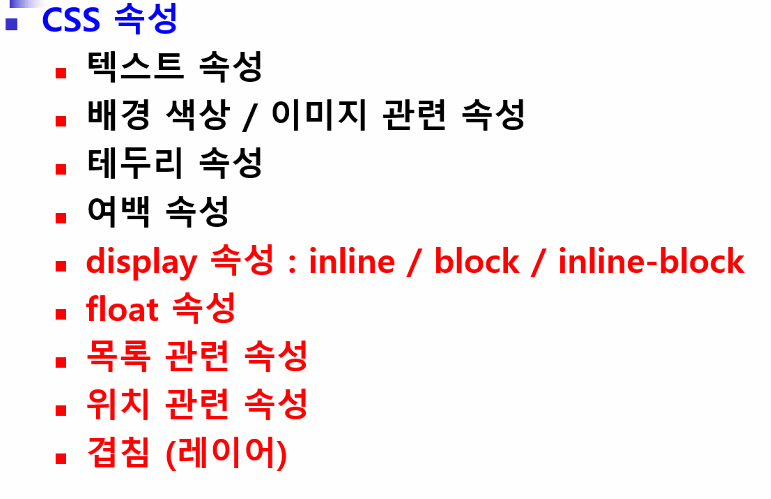 CSS 속성
텍스트 속성
배경 색상 / 이미지 관련 속성
테두리 속성
여백 속성
display 속성 : inline / block / inline-block
float 속성
목록 관련 속성
위치 관련 속성
겹침 (레이어)